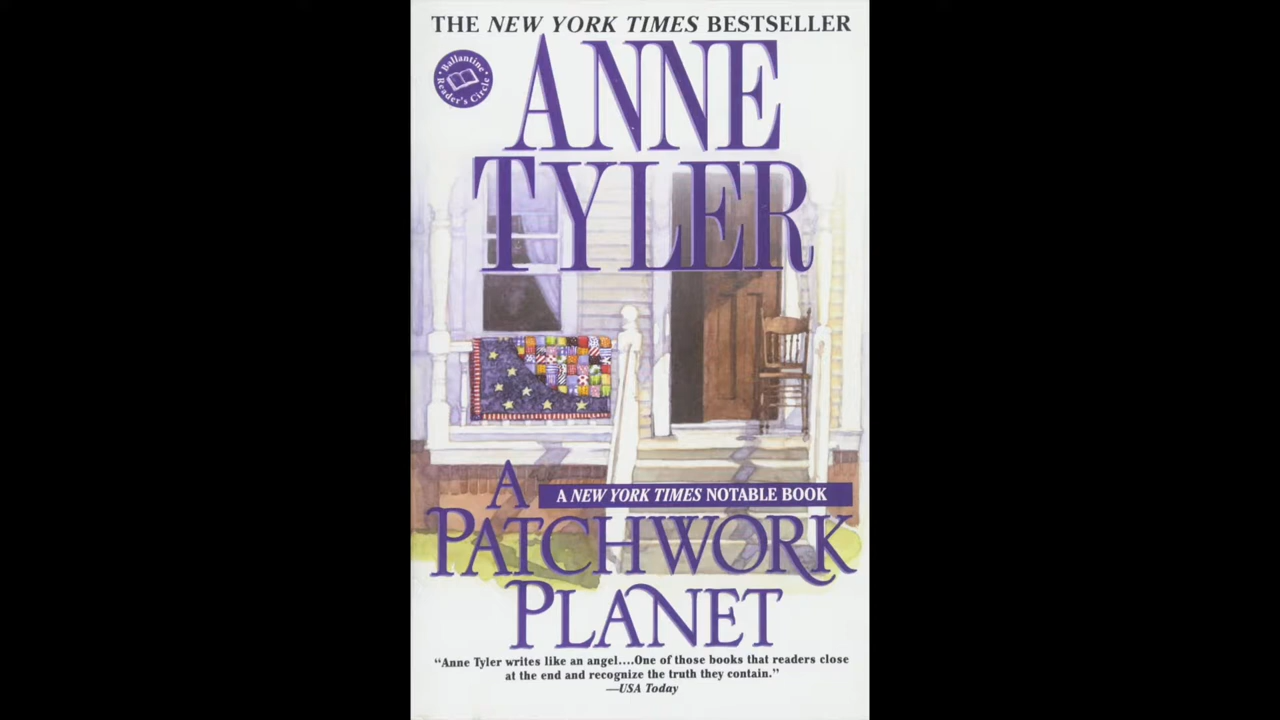 THE NEW YORK TIMES BESTSELLER
Ballantine
Reader's Circle
ANNE
TYLER
A
A NEW YORK TIMES NOTABLE BOOK
PATCHWORK
PLANET
“Anne Tyler writes like an angel....One of those books that readers close
at the end and recognize the truth they contain.”
—USA Today